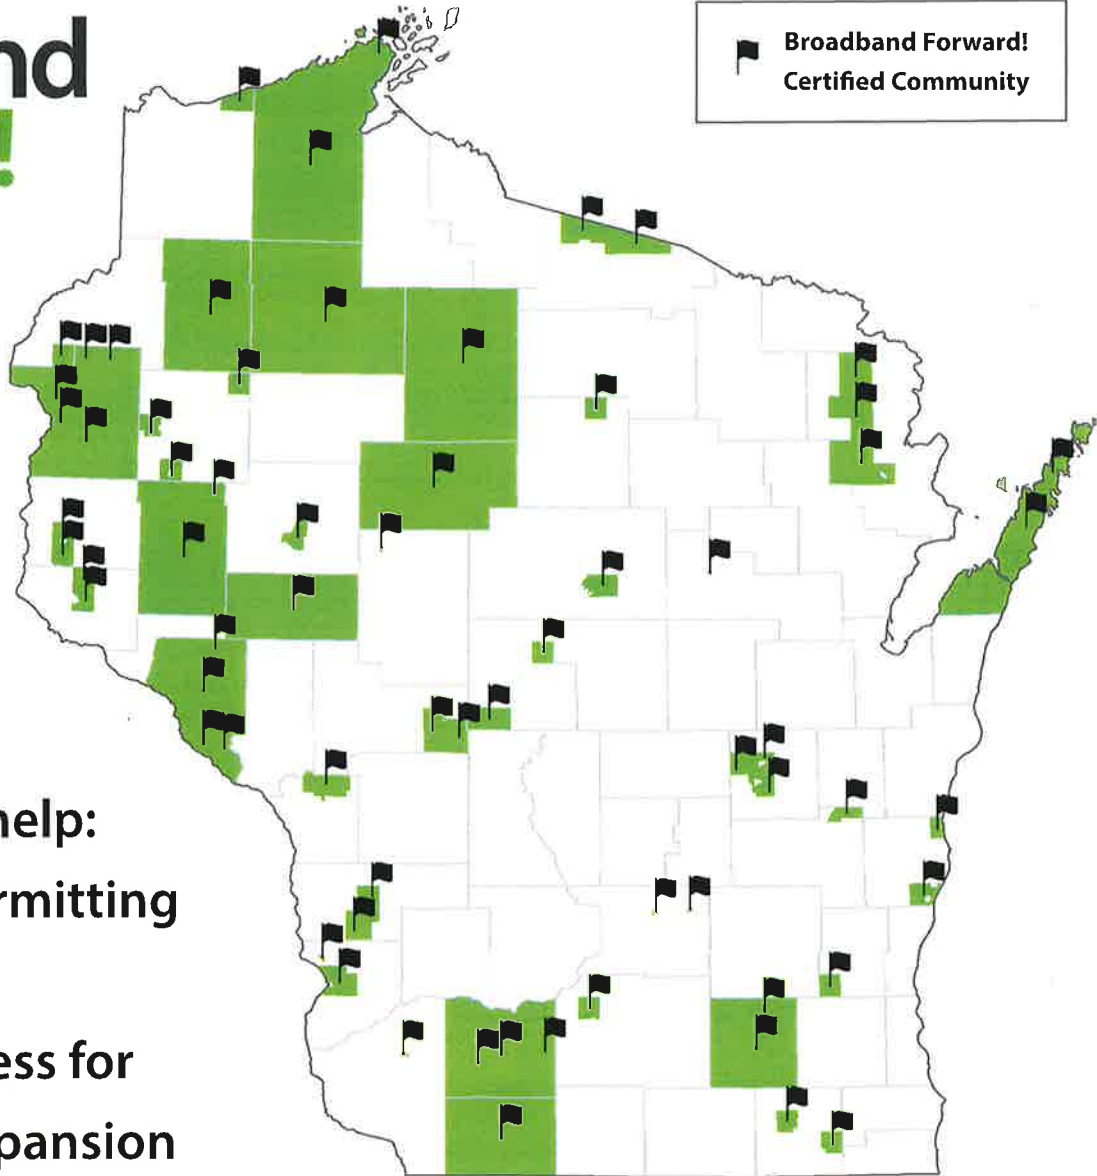 nd
!
Broadband Forward!
Certified Community
help:
rmitting
ess for
pansion